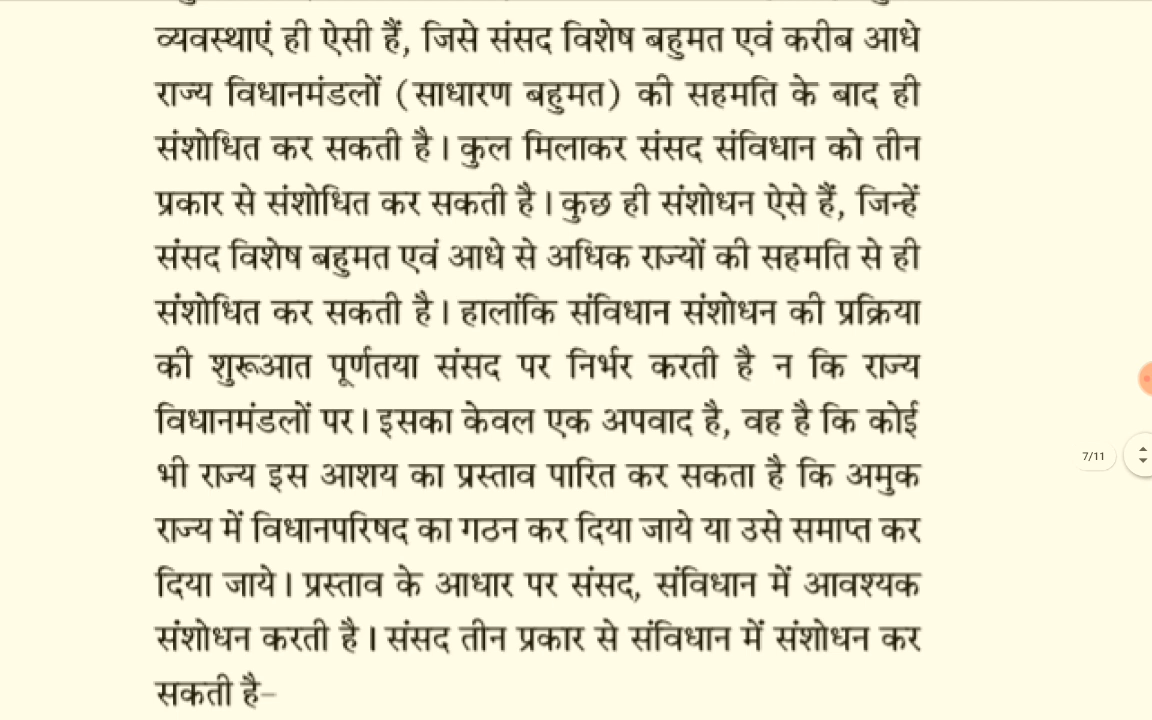 व्यवस्थाएं ही ऐसी हैं, जिसे संसद विशेष बहुमत एवं करीब आधे
राज्य विधानमंडलों (साधारण बहुमत) की सहमति के बाद ही
संशोधित कर सकती है। कुल मिलाकर संसद संविधान को तीन
प्रकार से संशोधित कर सकती है। कुछ ही संशोधन ऐसे हैं, जिन्हें
संसद विशेष बहुमत एवं आधे से अधिक राज्यों की सहमति से ही
संशोधित कर सकती है। हालांकि संविधान संशोधन की प्रक्रिया
की शुरूआत पूर्णतया संसद पर निर्भर करती है न कि राज्य
विधानमंडलों पर। इसका केवल एक अपवाद है, वह है कि कोई
भी राज्य इस आशय का प्रस्ताव पारित कर सकता है कि अमुक
राज्य में विधानपरिषद का गठन कर दिया जाये या उसे समाप्त कर
दिया जाये। प्रस्ताव के आधार पर संसद, संविधान में आवश्यक
संशोधन करती है। संसद तीन प्रकार से संविधान में संशोधन कर
सकती है–
7/11